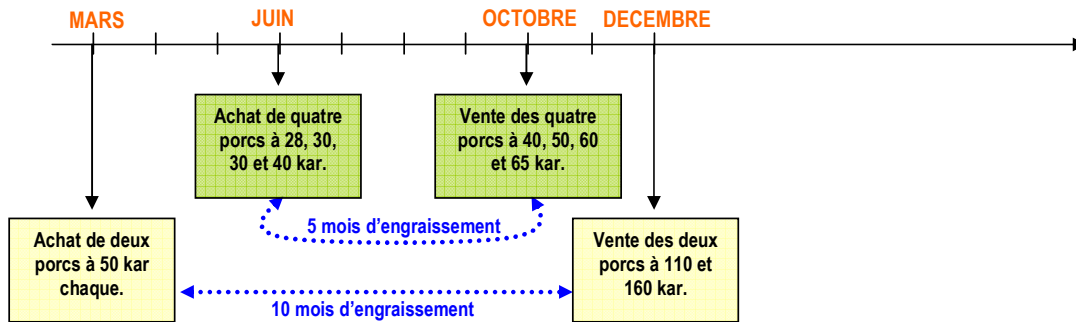 MARS JUIN OCTOBRE DECEMBRE
Achat de quatre
porcs à 28, 30,
30 et 40 kar.
Vente des quatre
porcs à 40, 50, 60
et 65 kar.
5 mois d'engraissement
Achat de deux
porcs à 50 kar
chaque.
Vente des deux
porcs à 110 et
160 kar.
10 mois d'engraissement